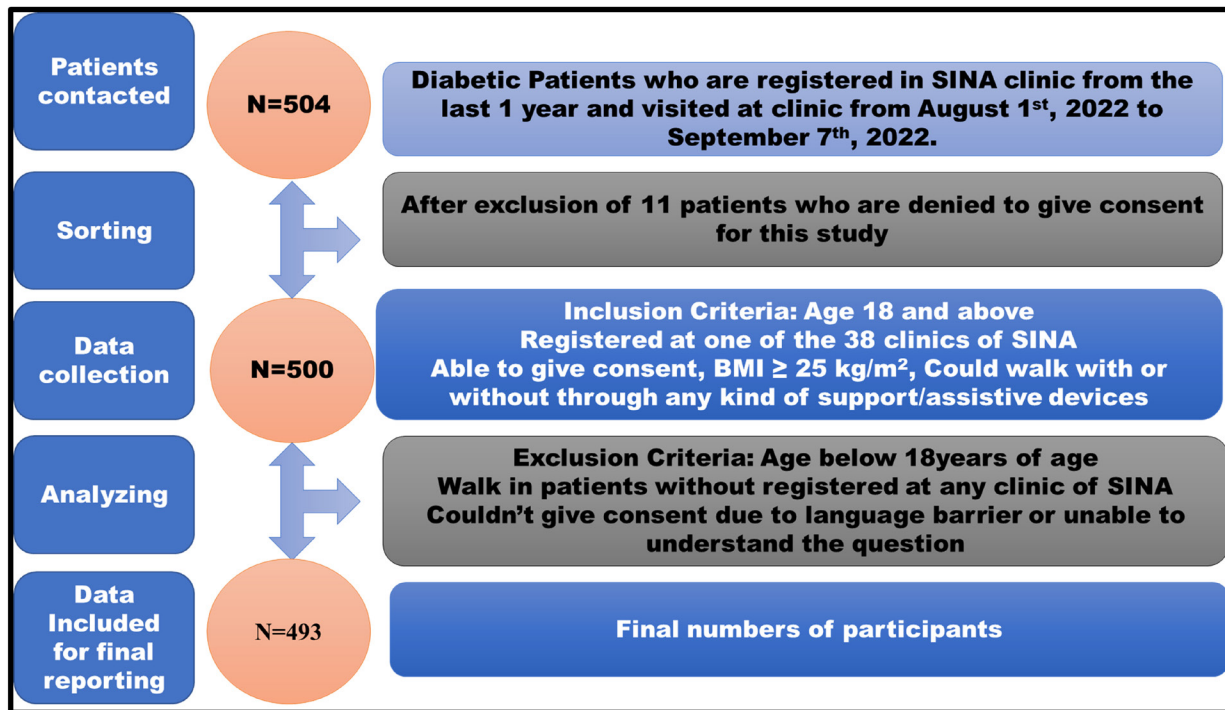 Patients
contacted
N=504
Diabetic Patients who are registered in SINA clinic from the
last 1 year and visited at clinic from August 1st, 2022 to
September 7th, 2022.
Sorting
After exclusion of 11 patients who are denied to give consent
for this study
Data
collection
N=500
Inclusion Criteria: Age 18 and above
Registered at one of the 38 clinics of SINA
Able to give consent, BMI ≥ 25 kg/m², Could walk with or
without through any kind of support/assistive devices
Analyzing
Exclusion Criteria: Age below 18years of age
Walk in patients without registered at any clinic of SINA
Couldn’t give consent due to language barrier or unable to
understand the question
Data
Included
for final
reporting
N=493
Final numbers of participants